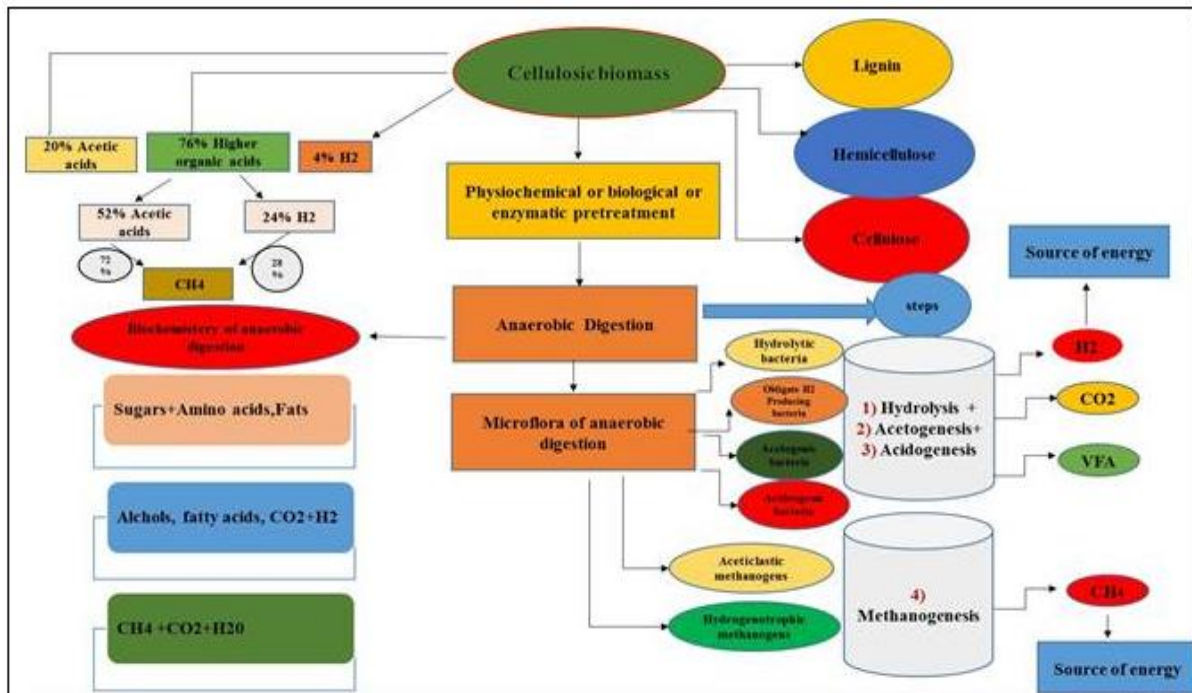 Cellulosic biomass
Lignin
Hemicellulose
Cellulose
20% Acetic
acids
76% Higher
organic acids
4% H2
52% Acetic
acids
24% H2
72
%
28
%
CH4
Physiochemical or biological or
enzymatic pretreatment
Source of energy
Anaerobic Digestion
steps
Biochemistery of anaerobic
digestion
Sugars+Amino acids,Fats
Alchols, fatty acids, CO2+H2
CH4 +CO2+H20
Microflora of anaerobic
digestion
Hydrolytic
bacteria
Obligate H2
Producing
bacteria
Acetogenic
bacteria
bacteria
1) Hydrolysis +
2) Acetogenesis+
3) Acidogenesis
H2
CO2
VFA
Aceticlastic
methanogens
Hydrogenotrophic
methanogens
4)
Methanogenesis
CH4
Source of energy